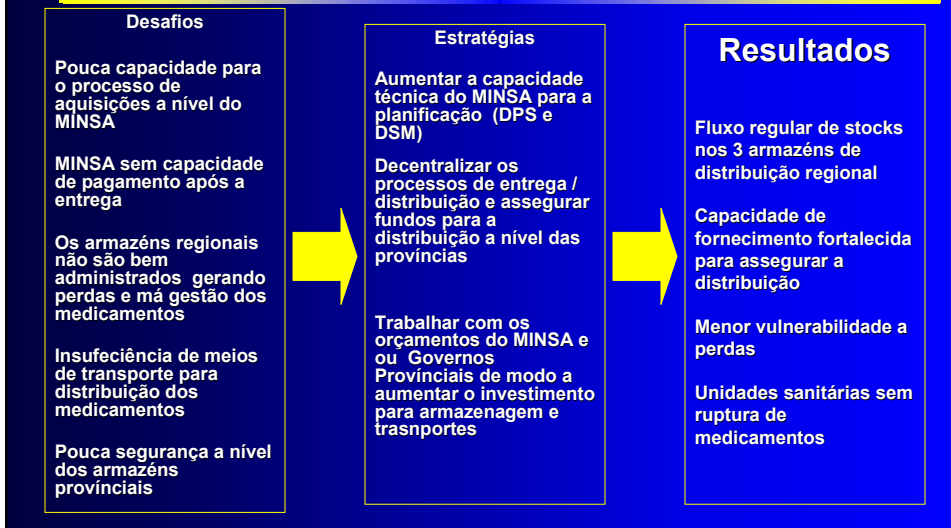 Desafios
Pouca capacidade para
o processo de
aquisições a nível do
MINSA
MINSA sem capacidade
de pagamento após a
entrega
Os armazéns regionais
não são bem
administrados gerando
perdas e má gestão dos
medicamentos
Insufeciência de meios
de transporte para
distribuição dos
medicamentos
Pouca segurança a nível
dos armazéns
províncias
Estratégias
Aumentar a capacidade
técnica do MINSA para a
planificação (DPS e
DSM)
Decentralizar os
processos de entrega /
distribuição e assegurar
fundos para a
distribuição a nível das
províncias
Trabalhar com os
orçamentos do MINSA e
ou Governos
Provínciais de modo a
aumentar o investimento
para armazenagem e
trasnportes
Resultados
Fluxo regular de stocks
nos 3 armazéns de
distribuição regional
Capacidade de
fornecimento fortalecida
para assegurar a
distribuição
Menor vulnerabilidade a
perdas
Unidades sanitárias sem
ruptura de
medicamentos